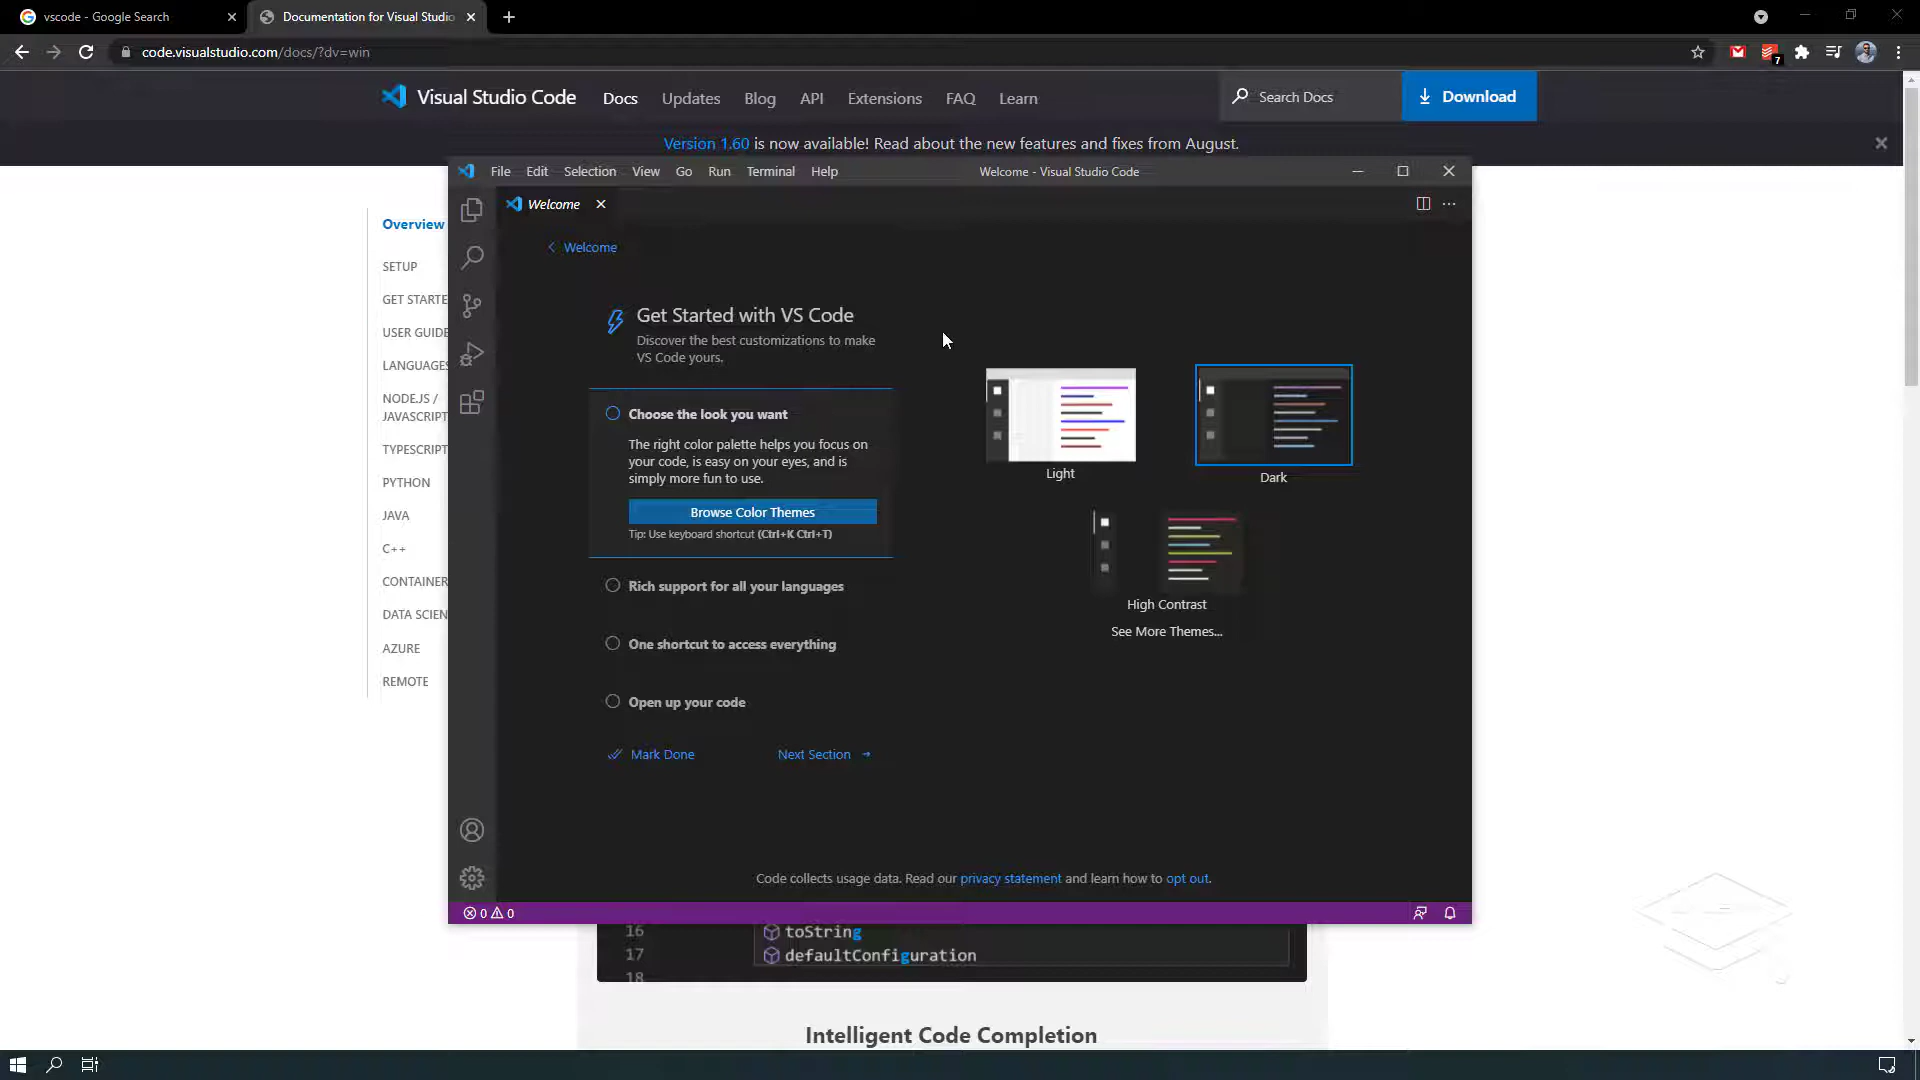 vscode - Google Search
Documentation for Visual Studio
code.visualstudio.com/docs/?dv=win
7
Visual Studio Code
Docs
Updates
Blog
API
Extensions
FAQ
Learn
Search Docs
Download
Version 1.60 is now available! Read about the new features and fixes from August.
File
Edit
Selection
View
Go
Run
Terminal
Help
Welcome - Visual Studio Code
Welcome
Welcome
Overview
SETUP
GET STARTE
USER GUIDE
LANGUAGES
NODEJS /
JAVASCRIPT
TYPESCRIPT
PYTHON
JAVA
C++
CONTAINER
DATA SCIEN
AZURE
REMOTE
Get Started with VS Code
Discover the best customizations to make
VS Code yours.
Choose the look you want
The right color palette helps you focus on
your code, is easy on your eyes, and is
simply more fun to use.
Browse Color Themes
Tip: Use keyboard shortcut (Ctrl+K Ctrl+T)
Rich support for all your languages
One shortcut to access everything
Open up your code
Mark Done
Next Section
Light
Dark
High Contrast
See More Themes...
Code collects usage data. Read our privacy statement and learn how to opt out.
0
0
16
toString
17
defaultConfiguration
18
Intelligent Code Completion